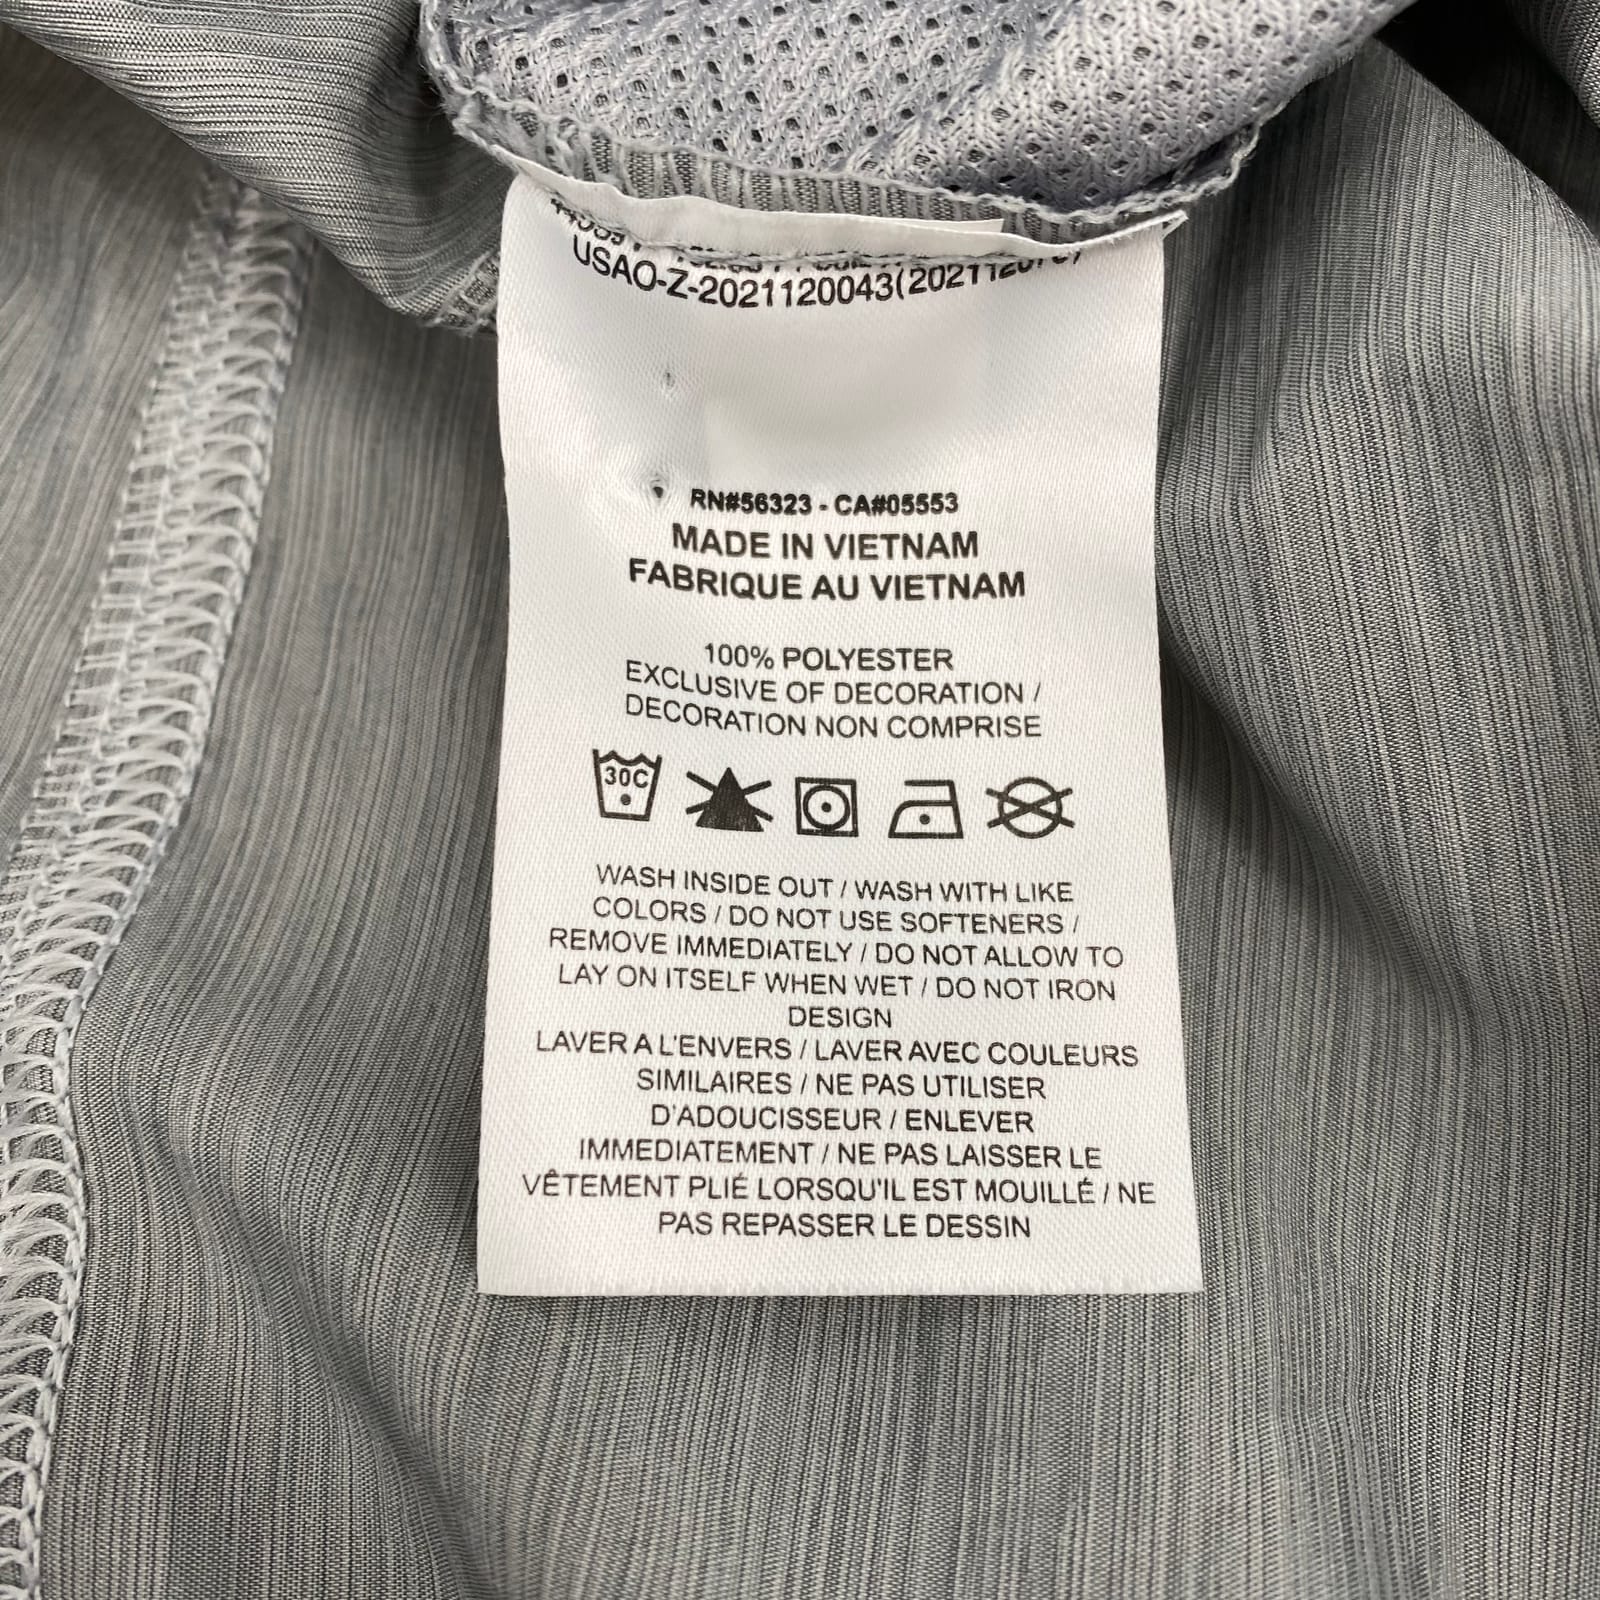 USAO-Z-2021120043(202112
RN#56323 - CA#05553
MADE IN VIETNAM
FABRIQUE AU VIETNAM
100% POLYESTER
EXCLUSIVE OF DECORATION /
DECORATION NON COMPRISE
30C
WASH INSIDE OUT / WASH WITH LIKE
COLORS / DO NOT USE SOFTENERS /
REMOVE IMMEDIATELY / DO NOT ALLOW TO
LAY ON ITSELF WHEN WET / DO NOT IRON
DESIGN
LAVER A L'ENVERS / LAVER AVEC COULEURS
SIMILAIRES / NE PAS UTILISER
D'ADOUCISSEUR / ENLEVER
IMMEDIATEMENT / NE PAS LAISSER LE
VÊTEMENT PLIÉ LORSQU'IL EST MOUILLÉ / NE
PAS REPASSER LE DESSIN